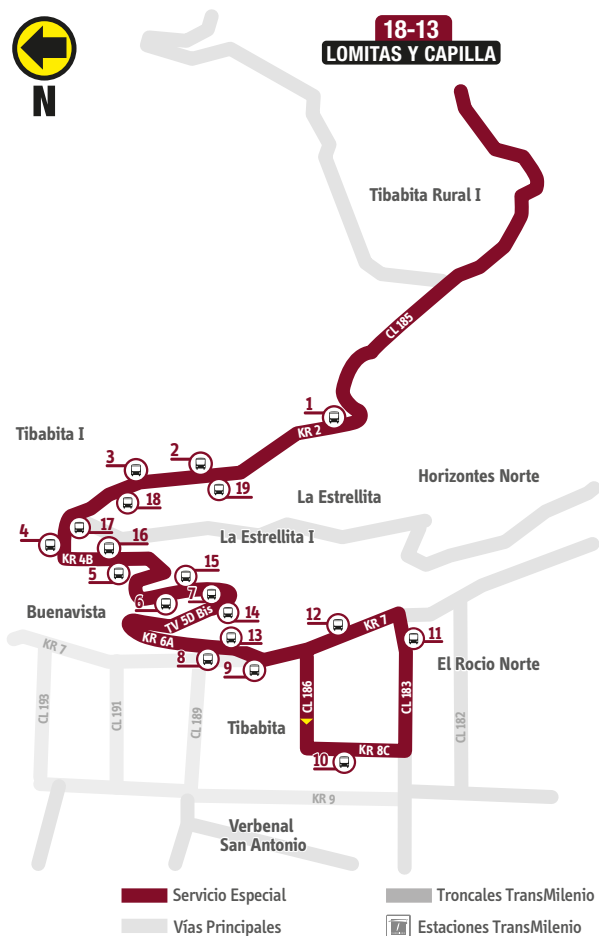 18-13
LOMITAS Y CAPILLA
N
Tibabita Rural I
CL 185
1
KR 2
Tibabita I
2
3
Horizontes Norte
19
La Estrellita
18
17
4
16
La Estrellita I
KR 4B
15
5
7
6
Buenavista
14
TV 5D Bis
12
KR 7
13
11
KR 6A
KR 7
8
9
El Rocio Norte
CL 186
CL 183
CL 193
CL 191
CL 189
CL 182
Tibabita
KR 8C
10
KR 9
Verbenal
San Antonio
Servicio Especial
Troncales TransMilenio
Vías Principales
Estaciones TransMilenio